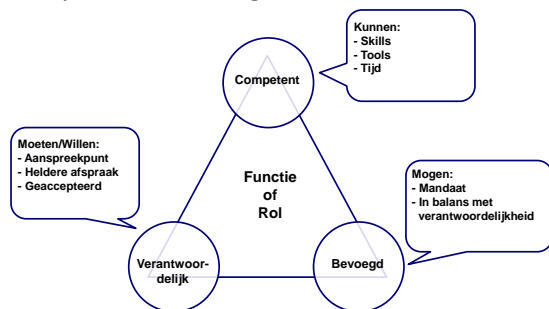 Kunnen:
- Skills
- Tools
- Tijd
Competent
Moeten/Willen:
- Aanspreekpunt
- Heldere afspraak
- Geaccepteerd
Functie
of
Rol
Mogen:
- Mandaat
- In balans met
verantwoordelijkheid
Verantwoor-
delijk
Bevoegd